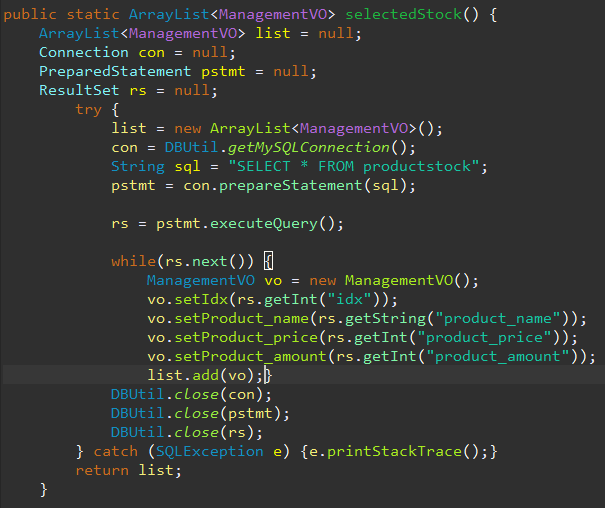 public static ArrayList<ManagementVO> selectedStock() {
    ArrayList<ManagementVO> list = null;
    Connection con = null;
    PreparedStatement pstmt = null;
    ResultSet rs = null;
        try {
            list = new ArrayList<ManagementVO>();
            con = DBUtil.getMySQLConnection();
            String sql = "SELECT * FROM productstock";
            pstmt = con.prepareStatement(sql);

            rs = pstmt.executeQuery();

            while(rs.next()) {
                ManagementVO vo = new ManagementVO();
                vo.setIdx(rs.getInt("idx"));
                vo.setProduct_name(rs.getString("product_name"));
                vo.setProduct_price(rs.getInt("product_price"));
                vo.setProduct_amount(rs.getInt("product_amount"));
                list.add(vo);}
            DBUtil.close(con);
            DBUtil.close(pstmt);
            DBUtil.close(rs);
        } catch (SQLException e) {e.printStackTrace();}
        return list;
    }